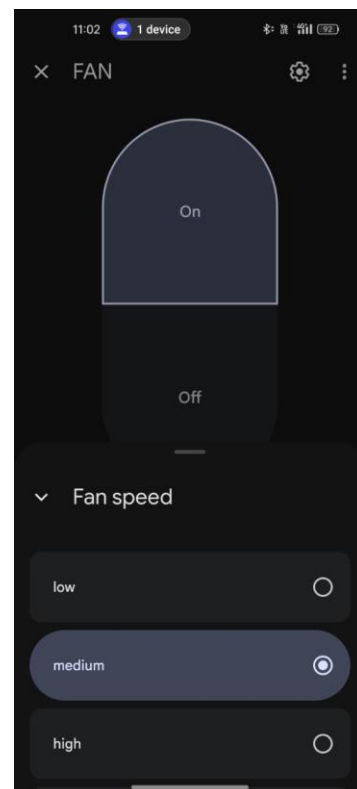 11:02 1 device 92
FAN
On
Off
Fan speed
low
medium
high